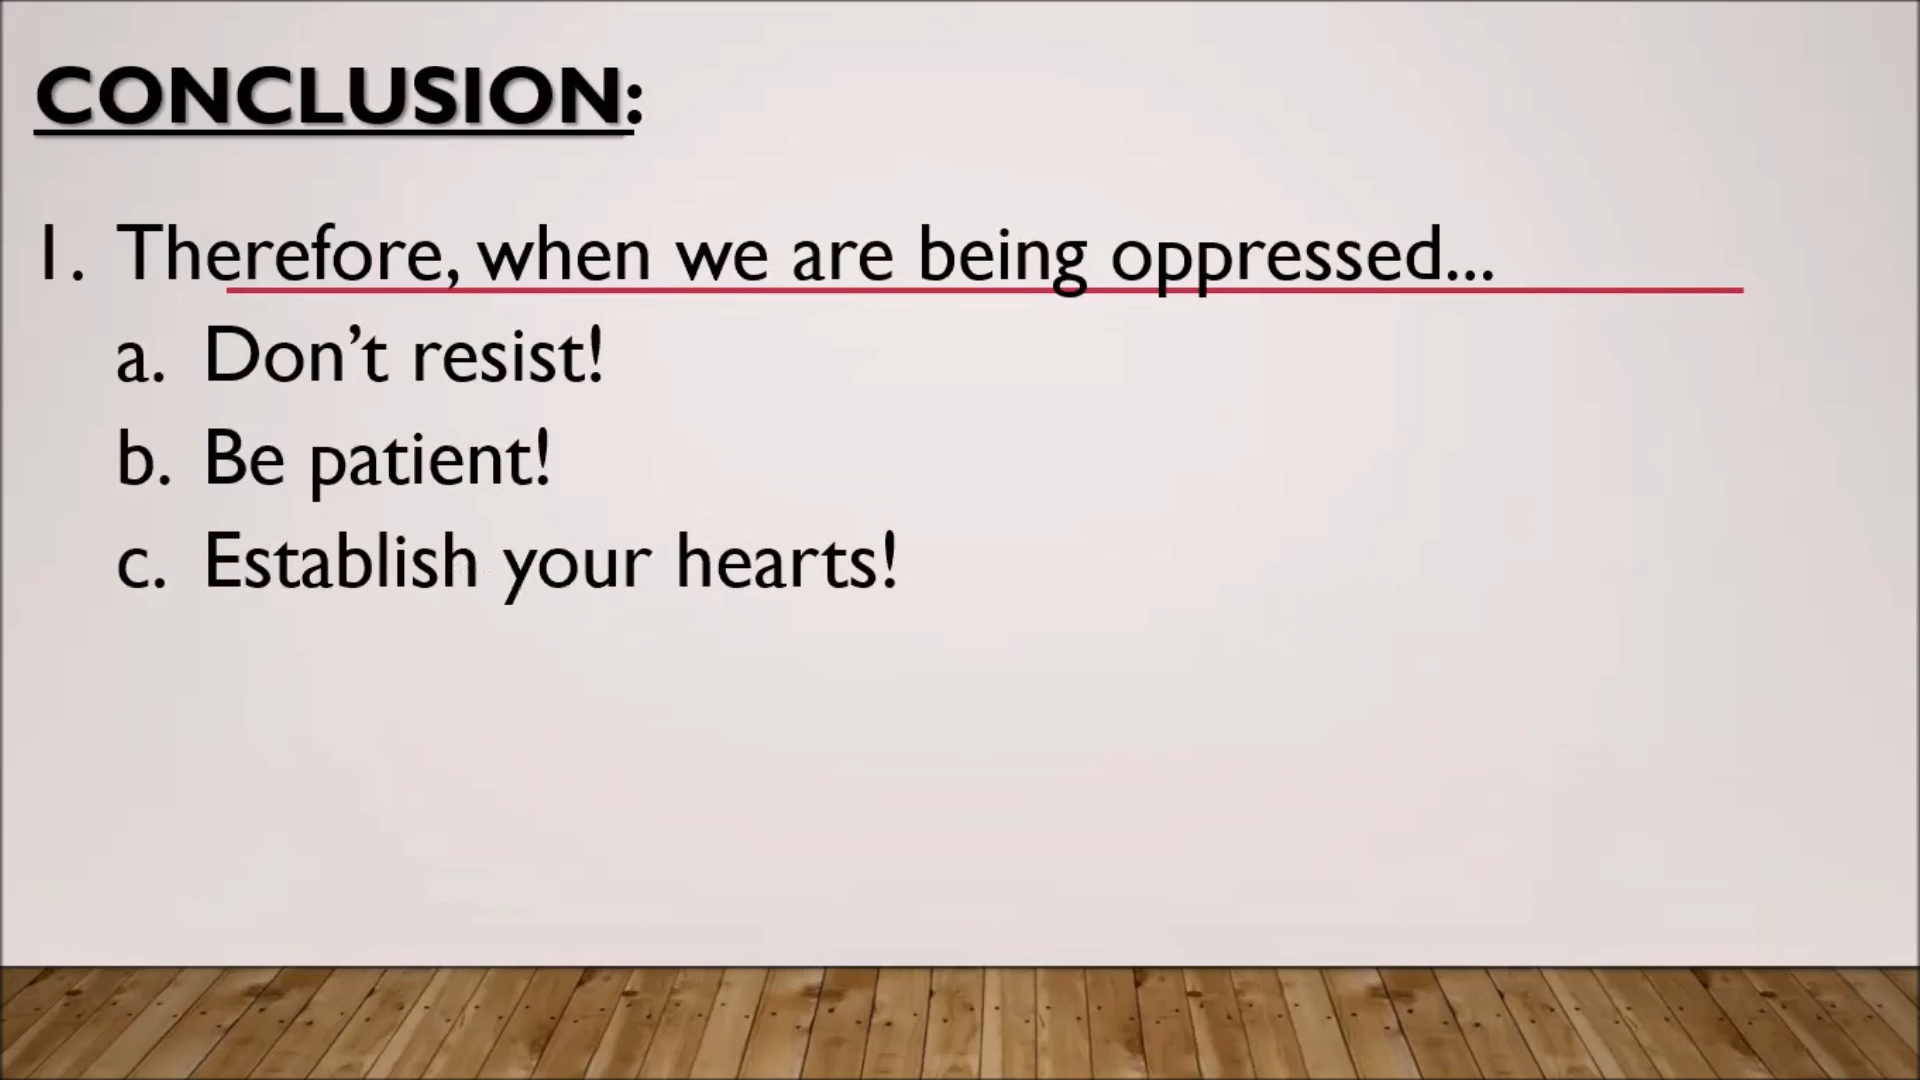 CONCLUSION:
1. Therefore, when we are being oppressed...
a. Don’t resist!
b. Be patient!
c. Establish your hearts!